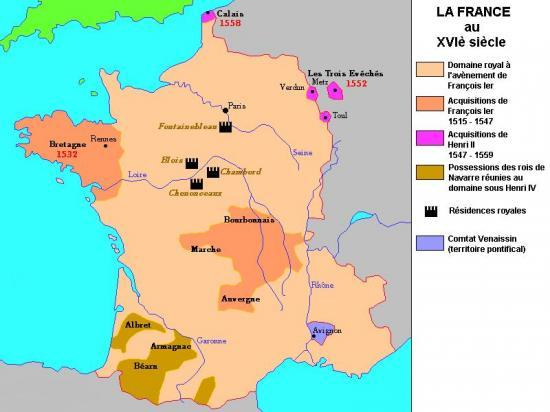 LA FRANCE
au
XVIè siècle
Domaine royal à
l'avènement de
François Ier
Acquisitions de
François Ier
1515 - 1547
Acquisitions de
Henri II
1547 - 1559
Possessions des rois de
Navarre réunies au
domaine sous Henri IV
Résidences royales
Comtat Venaissin
(territoire pontifical)
Calais
1558
Les Trois Evêchés
Metz
1552
Verdun
Toul
Paris
Fontainebleau
Seine
Bretagne
1532
Rennes
Blois
Chambord
Loire
Chenonceaux
Bourbonnais
Marche
Auvergne
Rhône
Avignon
Albret
Garonne
Armagnac
Béarn